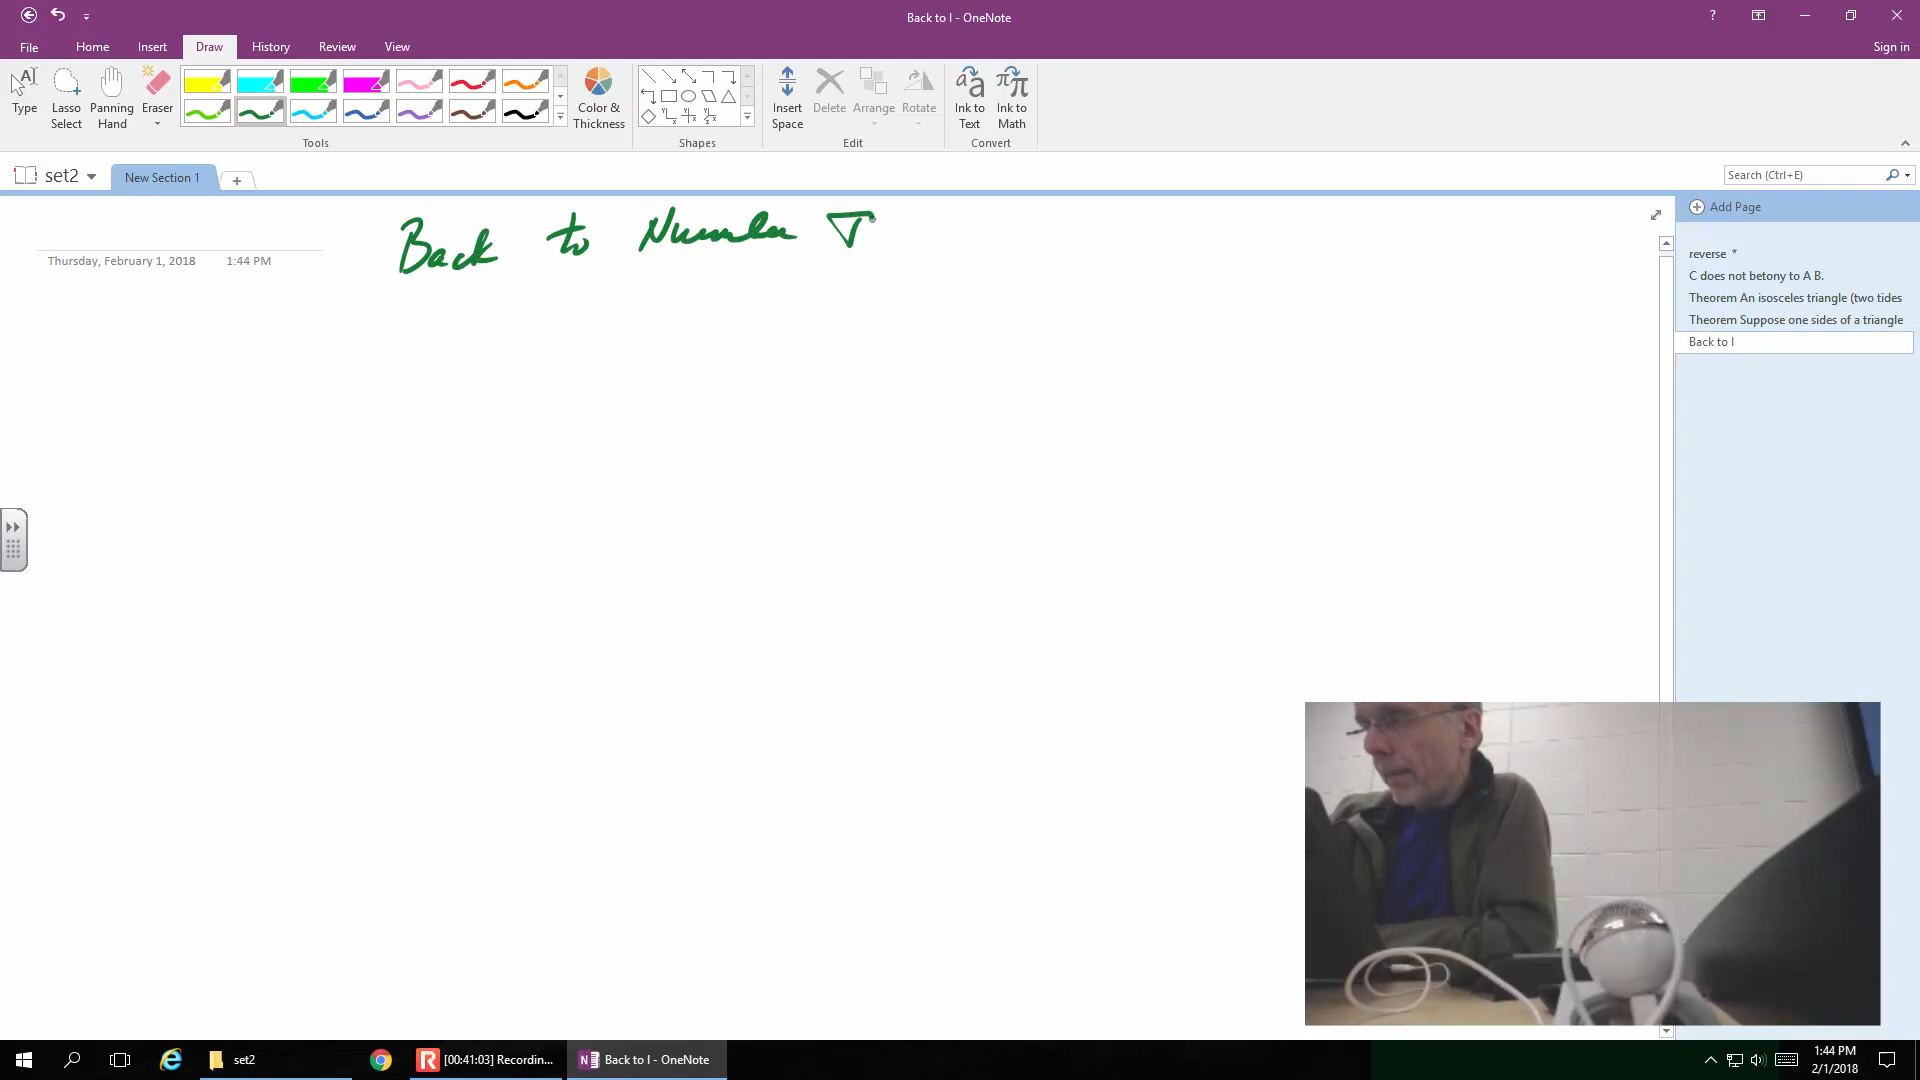 Back to I - OneNote
?
File Home Insert Draw History Review View Sign in
Type Lasso Select Panning Hand Eraser Color & Thickness Insert Space Delete Arrange Rotate Ink to Text Ink to Math
Tools Shapes Edit Convert
set2 New Section 1 Search (Ctrl+E)
Add Page
Back to Number
Thursday, February 1, 2018 1:44 PM
reverse *
C does not betony to A B.
Theorem An isosceles triangle (two tides
Theorem Suppose one sides of a triangle
Back to I
set2 [00:41:03] Recordin... Back to I - OneNote 1:44 PM
2/1/2018